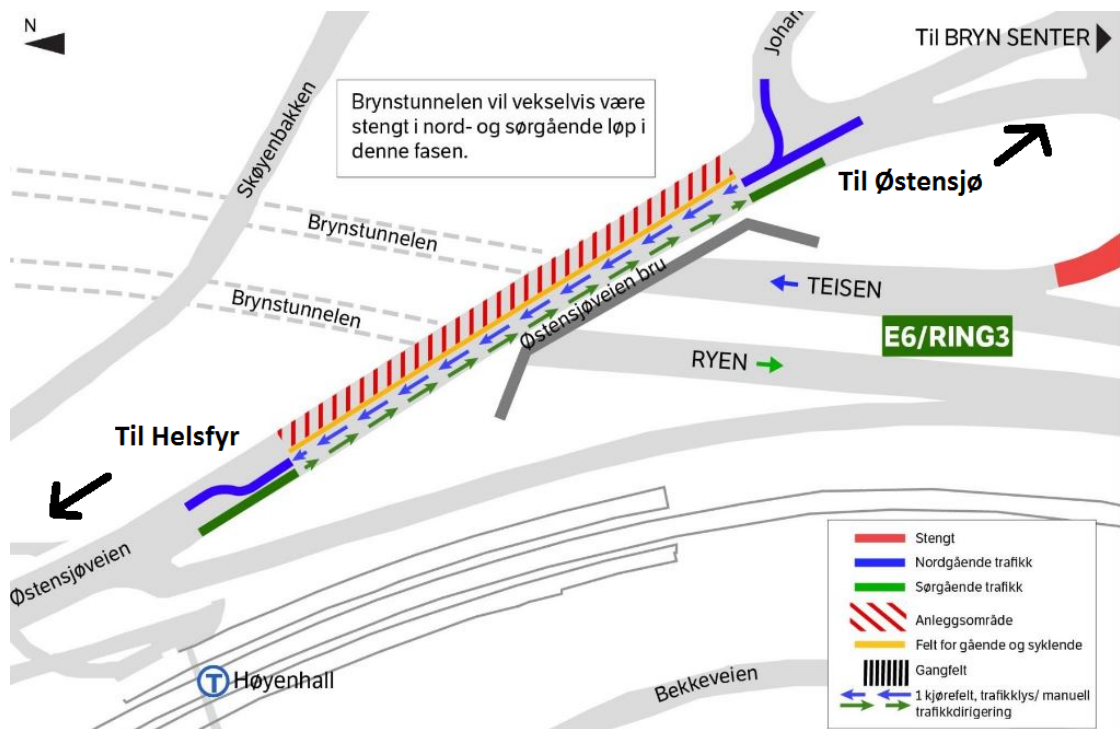 N
Til BRYN SENTER
Johan
Brynstunnelen vil vekselvis være
stengt i nord- og sørgående løp i
denne fasen.
Skøyenbakken
Til Østensjø
Brynstunnelen
Brynstunnelen
Østensjøveien bru
TEISEN
E6/RING3
RYEN
Til Helsfyr
Østensjøveien
T Høyenhall
Bekkeveien
Stengt
Nordgående trafikk
Sørgående trafikk
Anleggsområde
Felt for gående og syklende
Gangfelt
1 kjørefelt, trafikklys/ manuell
trafikkdirigering